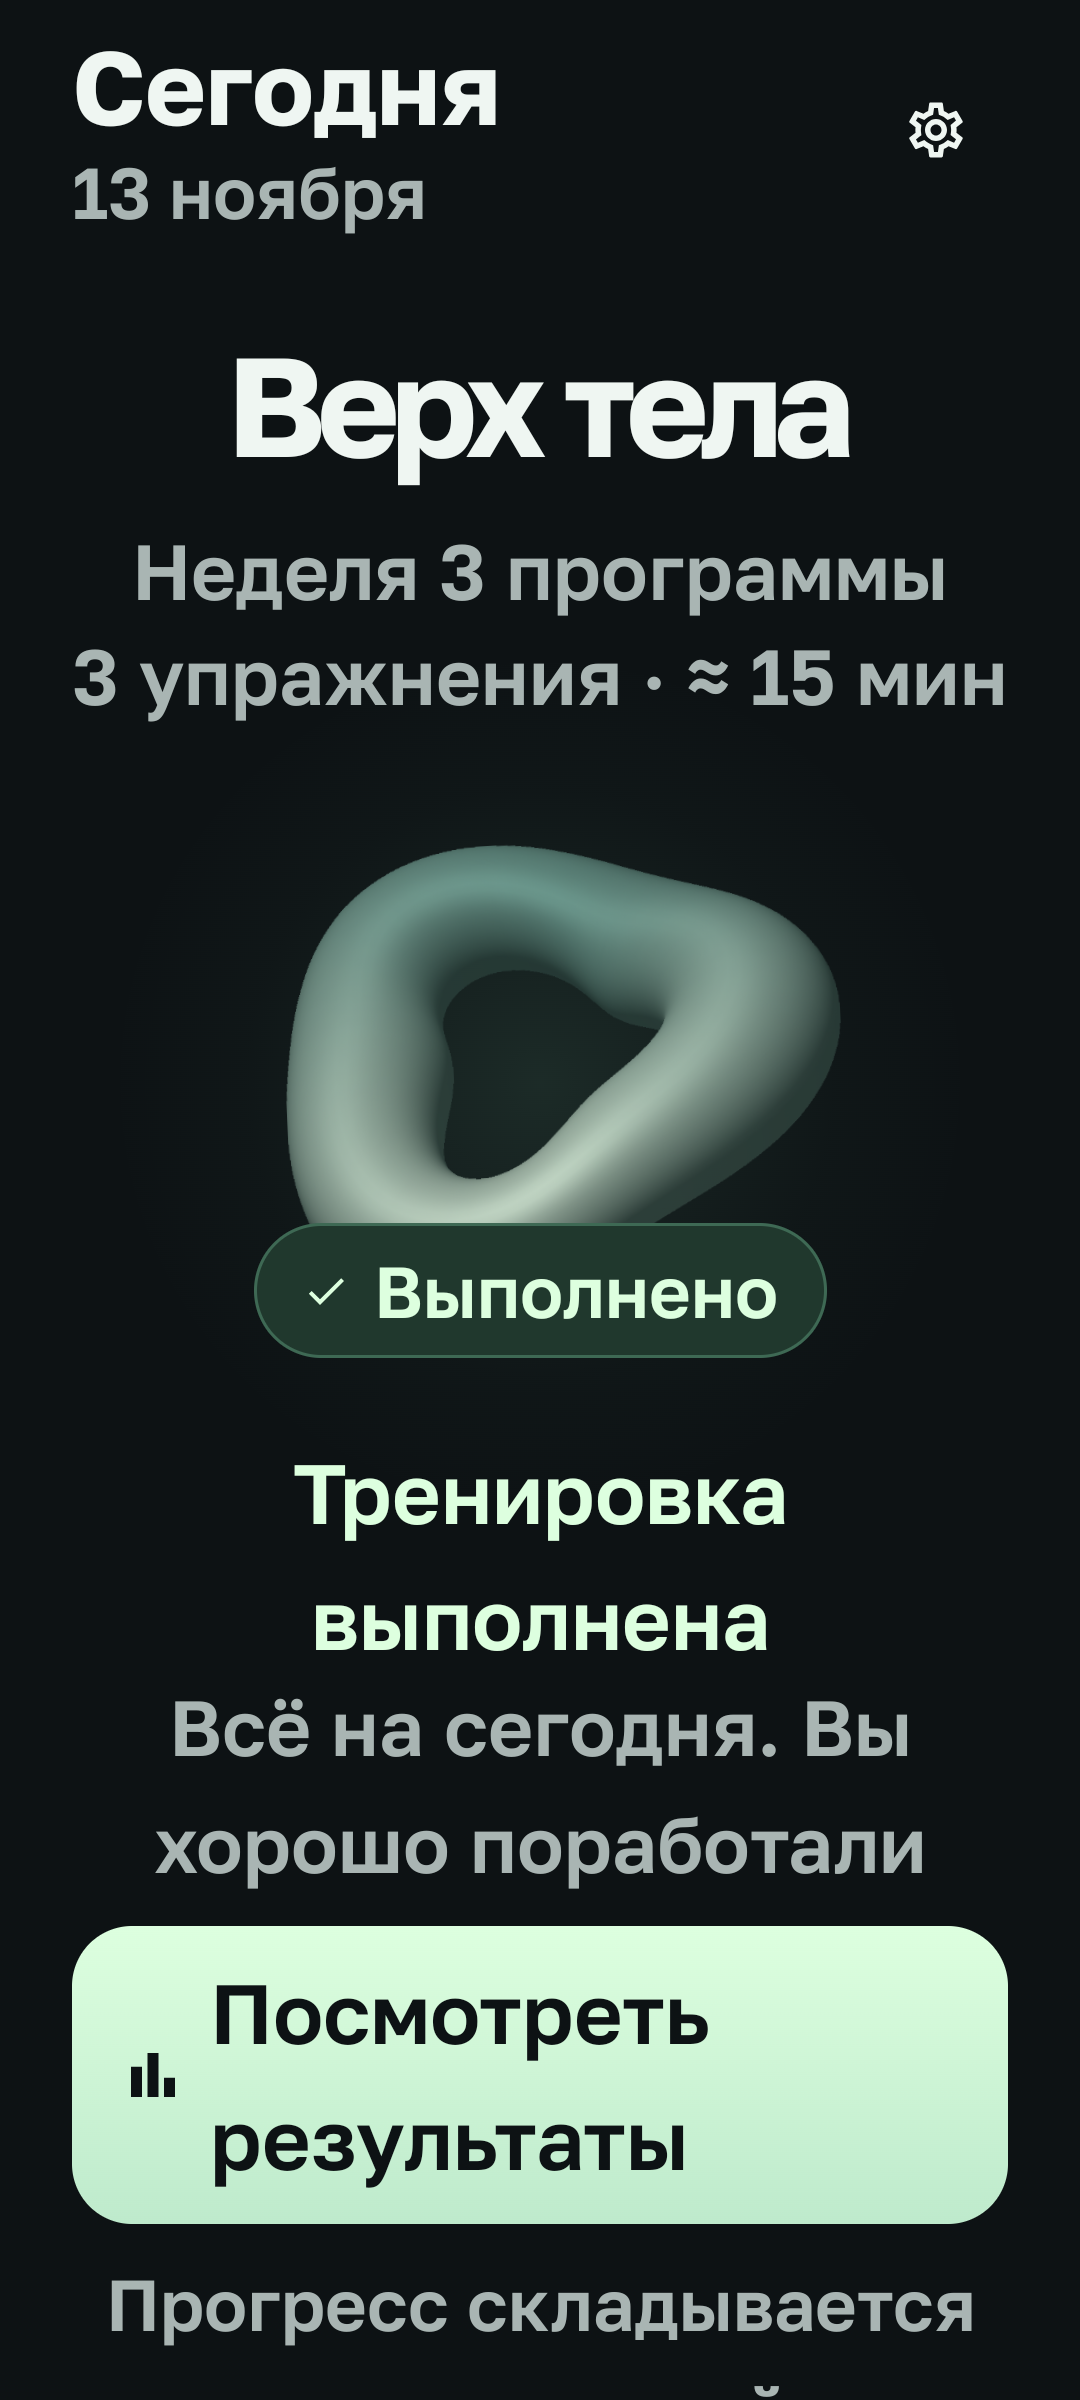 Сегодня
13 ноября
Верх тела
Неделя 3 программы
3 упражнения · ≈ 15 мин
Выполнено
Тренировка
выполнена
Всё на сегодня. Вы
хорошо поработали
Посмотреть
результаты
Прогресс складывается